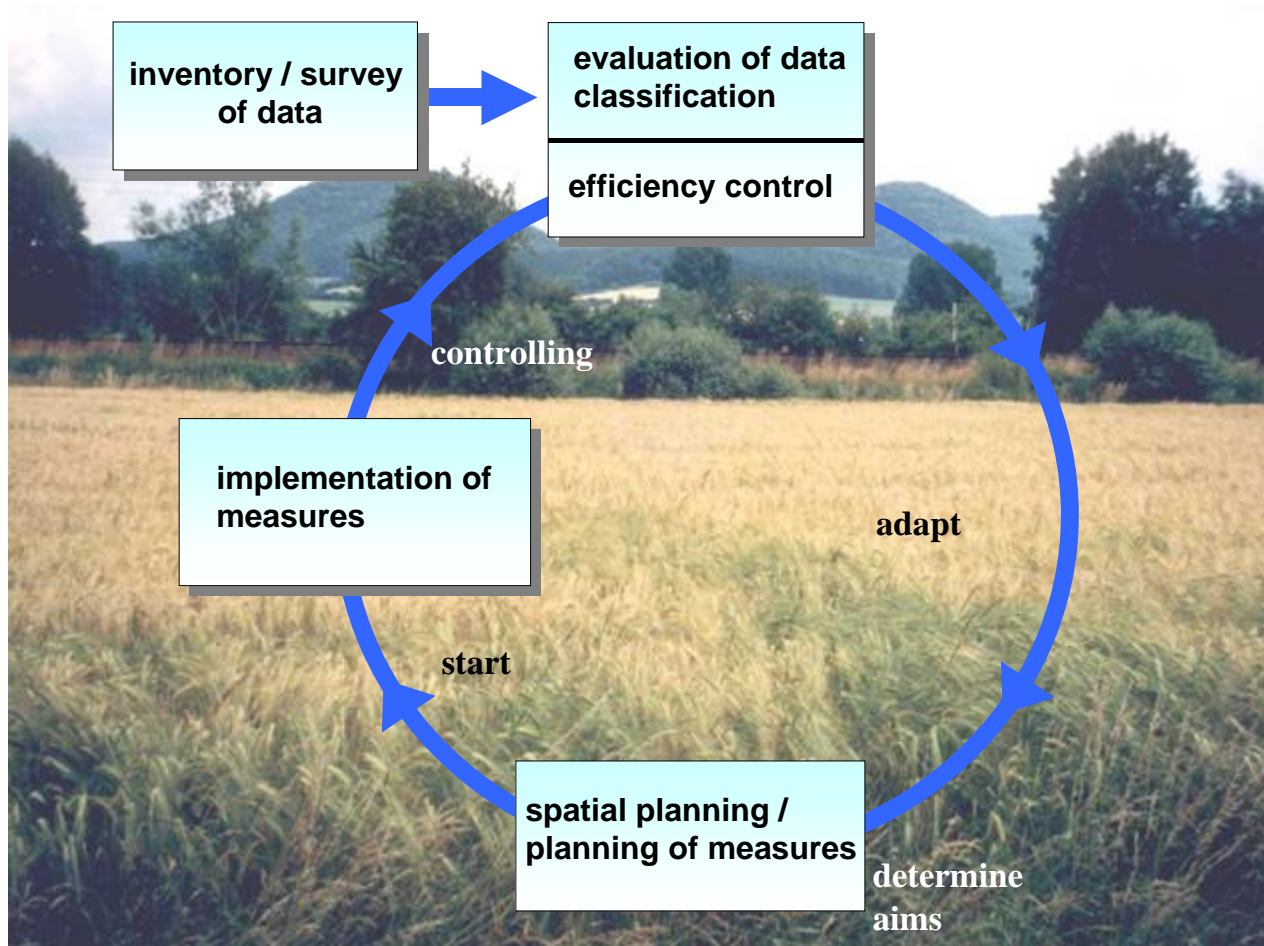 inventory / survey
of data
evaluation of data
classification
efficiency control
controlling
implementation of
measures
adapt
start
spatial planning /
planning of measures
determine
aims